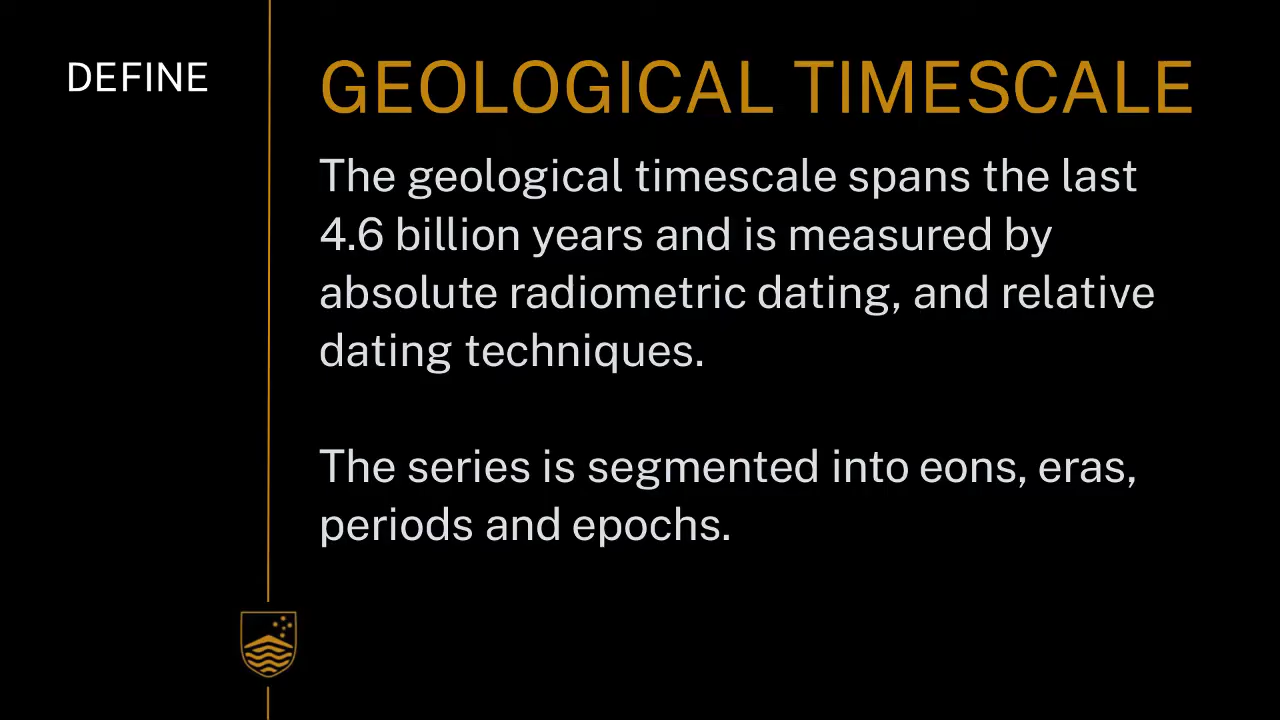 DEFINE
GEOLOGICAL TIMESCALE
The geological timescale spans the last
4.6 billion years and is measured by
absolute radiometric dating, and relative
dating techniques.
The series is segmented into eons, eras,
periods and epochs.